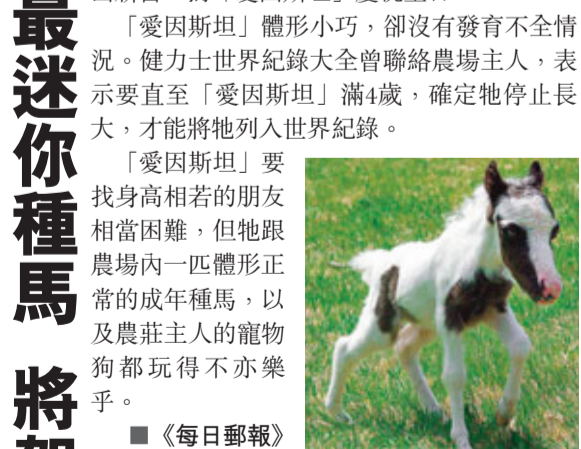 最迷你種馬 將
「愛因斯坦」體形小巧，卻沒有發育不全情
況。健力士世界紀錄大全曾聯絡農場主人，表
示要直至「愛因斯坦」滿4歲，確定牠停止長
大，才能將牠列入世界紀錄。
「愛因斯坦」要
找身高相若的朋友
相當困難，但牠跟
農場內一匹體形正
常的成年種馬，以
及農莊主人的寵物
狗都玩得不亦樂
乎。
■《每日郵報》